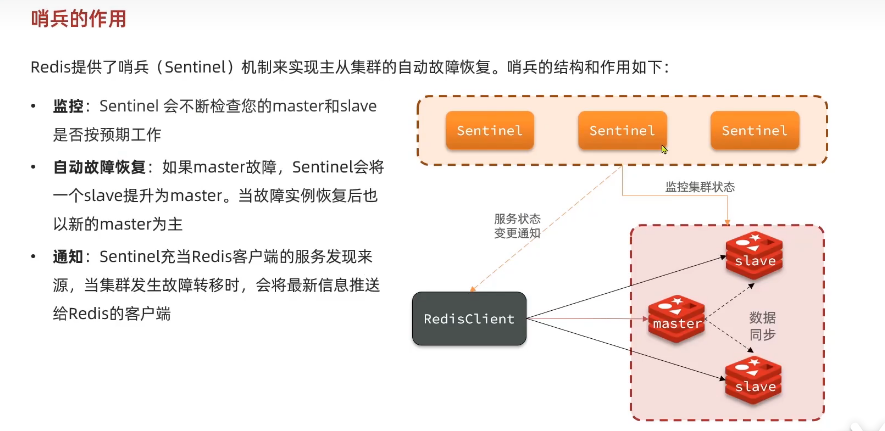 哨兵的作用
Redis提供了哨兵（Sentinel）机制来实现主从集群的自动故障恢复。哨兵的结构和作用如下：
• 监控：Sentinel 会不断检查您的master和slave
是否按预期工作
• 自动故障恢复：如果master故障，Sentinel会将
一个slave提升为master。当故障实例恢复后也
以新的master为主
• 通知：Sentinel充当Redis客户端的服务发现来
源，当集群发生故障转移时，会将最新信息推送
给Redis的客户端
Sentinel
Sentinel
Sentinel
监控集群状态
服务状态
变更通知
slave
RedisClient
master
数据
同步
slave